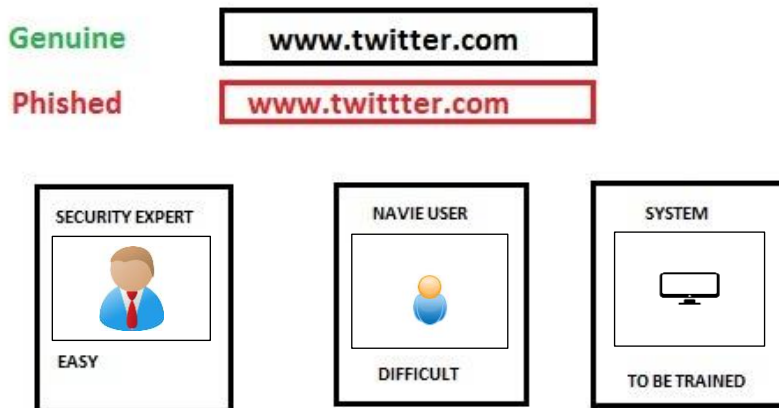 Genuine www.twitter.com
Phished www.twittter.com
SECURITY EXPERT
EASY
NAVIE USER
DIFFICULT
SYSTEM
TO BE TRAINED